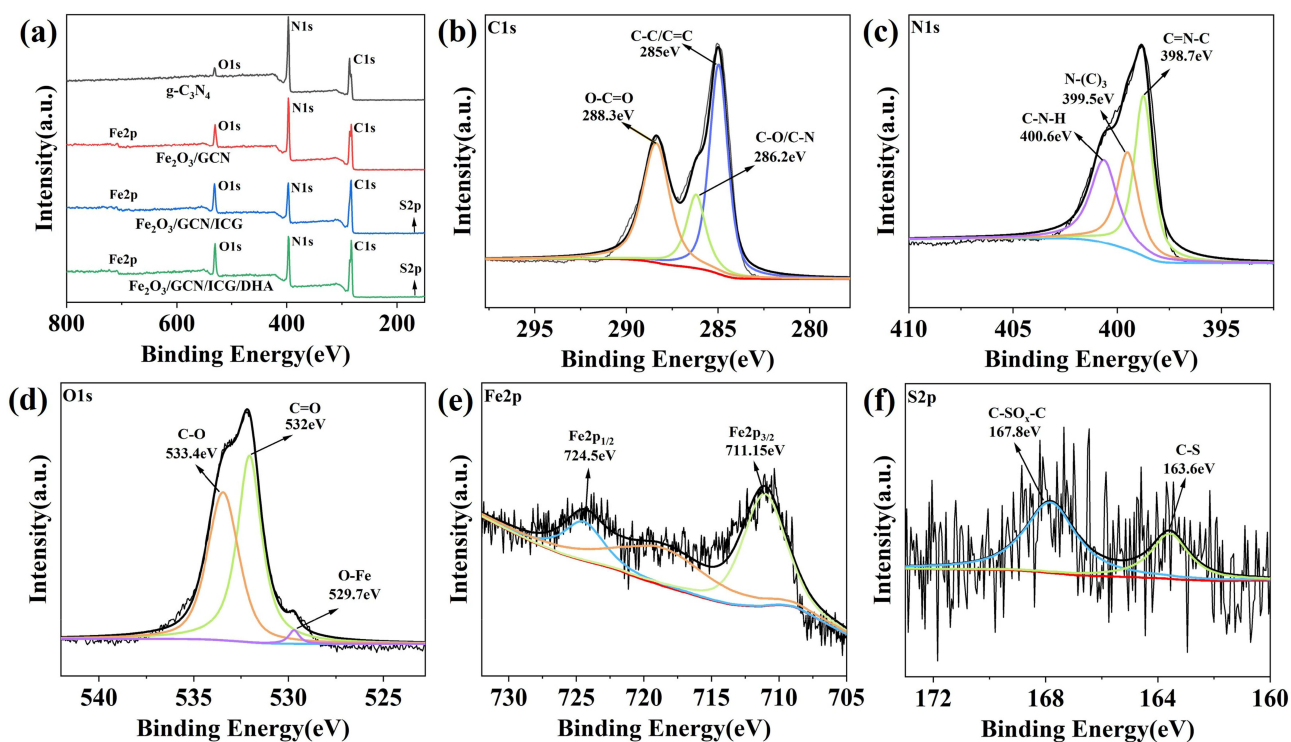 (a)
N1s
O1s
C1s
g-C₃N₄
N1s
Fe2p
O1s
C1s
Fe₂O₃/GCN
Fe2p
O1s
N1s
C1s
S2p
Fe₂O₃/GCN/ICG
Fe2p
O1s
N1s
C1s
S2p
Fe₂O₃/GCN/ICG/DHA
Intensity(a.u.)
800
600
400
200
Binding Energy(eV)
(b)
C1s
C-C/C=C
285eV
O-C=O
288.3eV
C-O/C-N
286.2eV
Intensity(a.u.)
295
290
285
280
Binding Energy(eV)
(c)
N1s
C=N-C
398.7eV
N-(C)₃
399.5eV
C-N-H
400.6eV
Intensity(a.u.)
410
405
400
395
Binding Energy(eV)
(d)
O1s
C=O
532eV
C-O
533.4eV
O-Fe
529.7eV
Intensity(a.u.)
540
535
530
525
Binding Energy(eV)
(e)
Fe2p
Fe2p₁/₂
724.5eV
Fe2p₃/₂
711.15eV
Intensity(a.u.)
730
725
720
715
710
705
Binding Energy(eV)
(f)
S2p
C-SOₓ-C
167.8eV
C-S
163.6eV
Intensity(a.u.)
172
168
164
160
Binding Energy(eV)